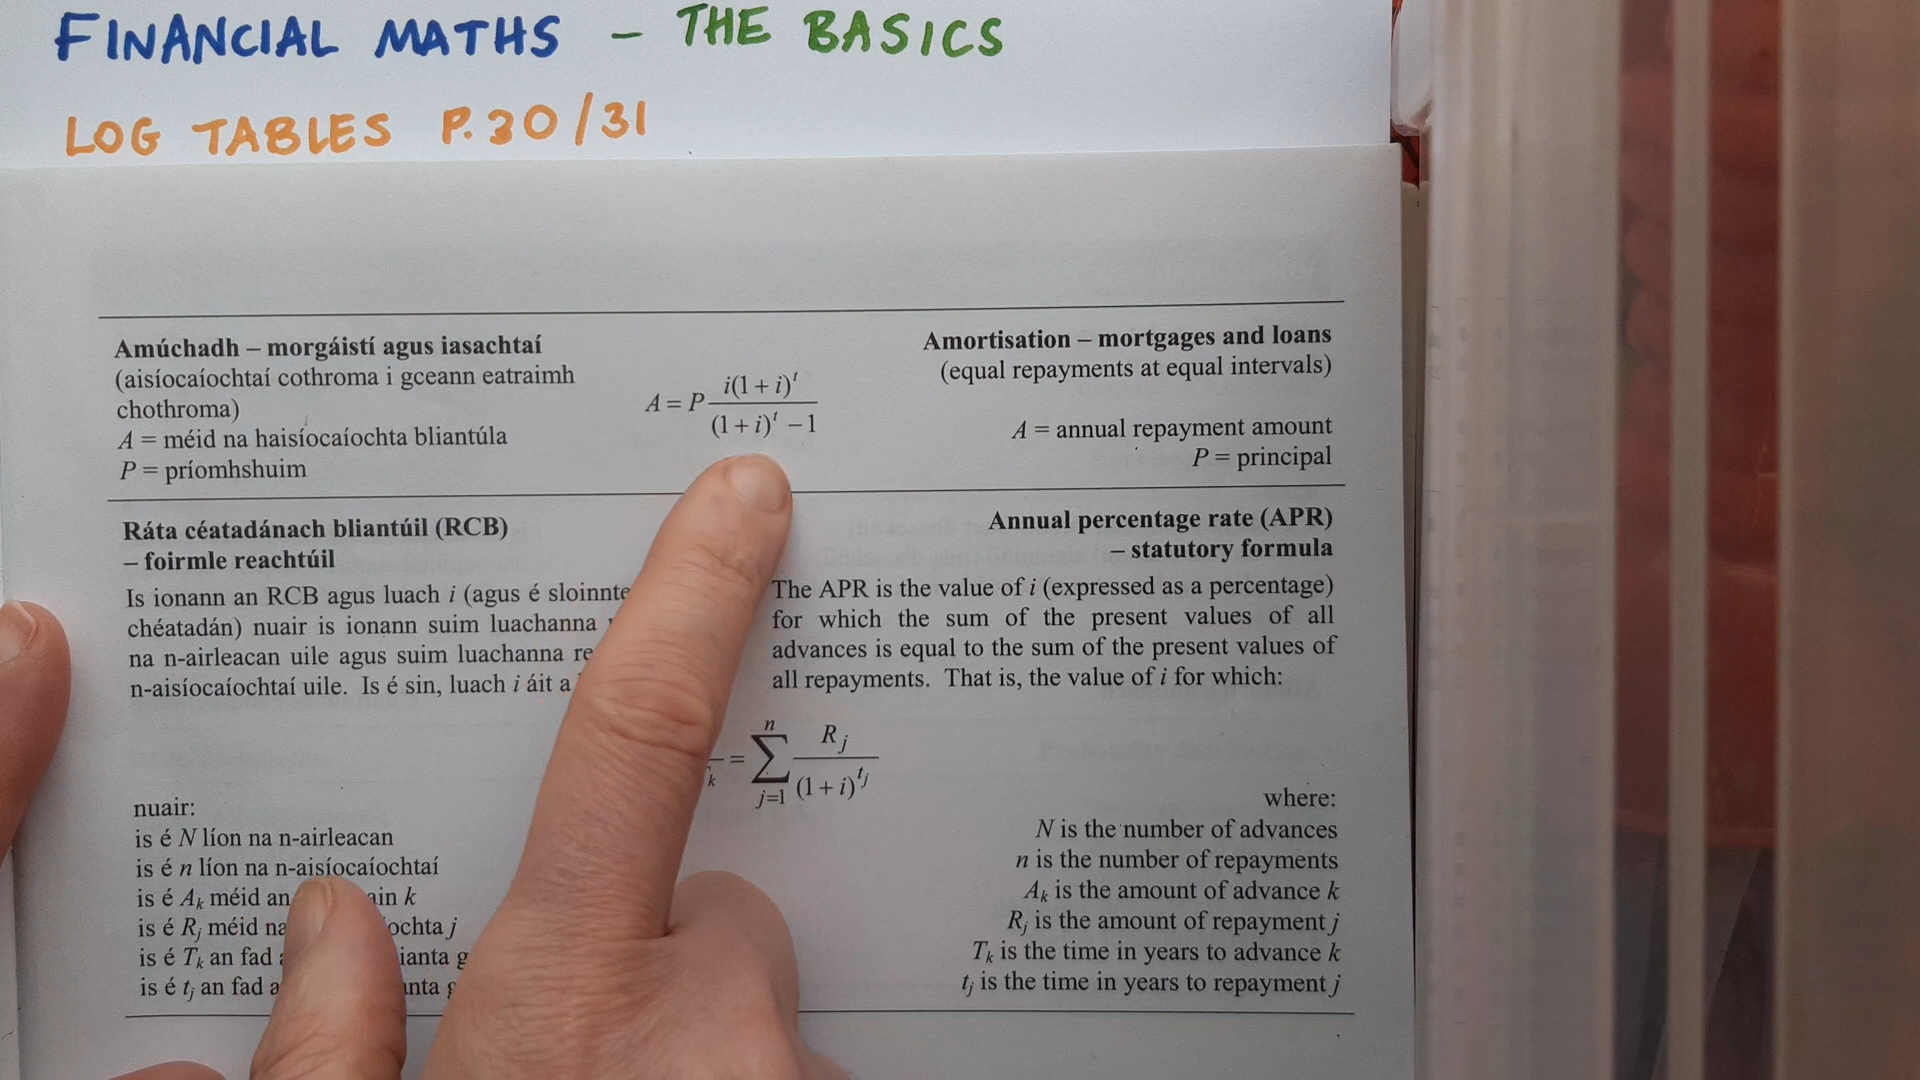 FINANCIAL MATHS – THE BASICS
LOG TABLES P.30/31
Amúchadh – morgáistí agus iasachtaí
(aisíocaíochtaí cothroma i gceann eatraimh
chothroma)
A = méid na haisíocaíochta bliantúla
P = príomhshuim
A = P i(1 + i)^t / (1 + i)^t − 1
Amortisation – mortgages and loans
(equal repayments at equal intervals)
A = annual repayment amount
P = principal
Ráta céatadánach bliantúil (RCB)
– foirmle reachtúil
Is ionann an RCB agus luach i (agus é sloinnte
chéatadán) nuair is ionann suim luachanna
na n-airleacan uile agus suim luachanna
n-aisíocaíochtaí uile. Is é sin, luach i áit a
Annual percentage rate (APR)
– statutory formula
The APR is the value of i (expressed as a percentage)
for which the sum of the present values of all
advances is equal to the sum of the present values of
all repayments. That is, the value of i for which:
= ∑ j=1 n R_j / (1 + i)^t_j
nuair:
is é N líon na n-airleacan
is é n líon na n-aisíocaíochtaí
is é A_k méid an k
is é R_j méid na j
is é T_k an fad
is é t_j an fad
where:
N is the number of advances
n is the number of repayments
A_k is the amount of advance k
R_j is the amount of repayment j
T_k is the time in years to advance k
t_j is the time in years to repayment j